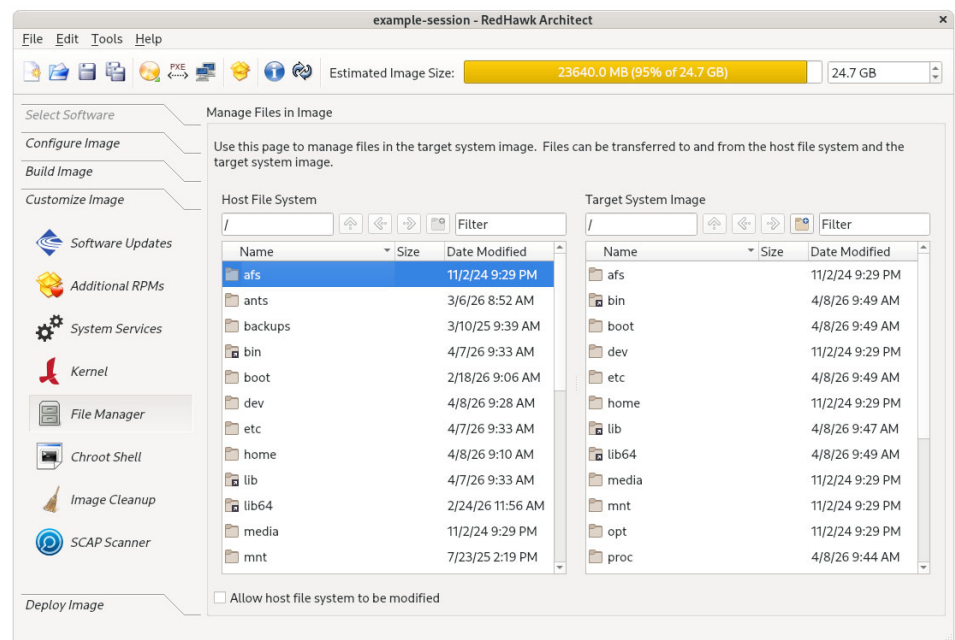 example-session - RedHawk Architect
File Edit Tools Help
PXE Estimated Image Size: 23640.0 MB (95% of 24.7 GB) 24.7 GB
Select Software
Configure Image
Build Image
Customize Image
Software Updates
Additional RPMs
System Services
Kernel
File Manager
Chroot Shell
Image Cleanup
SCAP Scanner
Deploy Image
Manage Files in Image
Use this page to manage files in the target system image. Files can be transferred to and from the host file system and the
target system image.
Host File System
/ Filter
Name Size Date Modified
afs 11/2/24 9:29 PM
ants 3/6/26 8:52 AM
backups 3/10/25 9:39 AM
bin 4/7/26 9:33 AM
boot 2/18/26 9:06 AM
dev 4/8/26 9:28 AM
etc 4/7/26 9:33 AM
home 4/8/26 9:10 AM
lib 4/7/26 9:33 AM
lib64 2/24/26 11:56 AM
media 11/2/24 9:29 PM
mnt 7/23/25 2:19 PM
Target System Image
/ Filter
Name Size Date Modified
afs 11/2/24 9:29 PM
bin 4/8/26 9:49 AM
boot 4/8/26 9:49 AM
dev 11/2/24 9:29 PM
etc 4/8/26 9:49 AM
home 11/2/24 9:29 PM
lib 4/8/26 9:47 AM
lib64 4/8/26 9:49 AM
media 11/2/24 9:29 PM
mnt 11/2/24 9:29 PM
opt 11/2/24 9:29 PM
proc 4/8/26 9:44 AM
Allow host file system to be modified